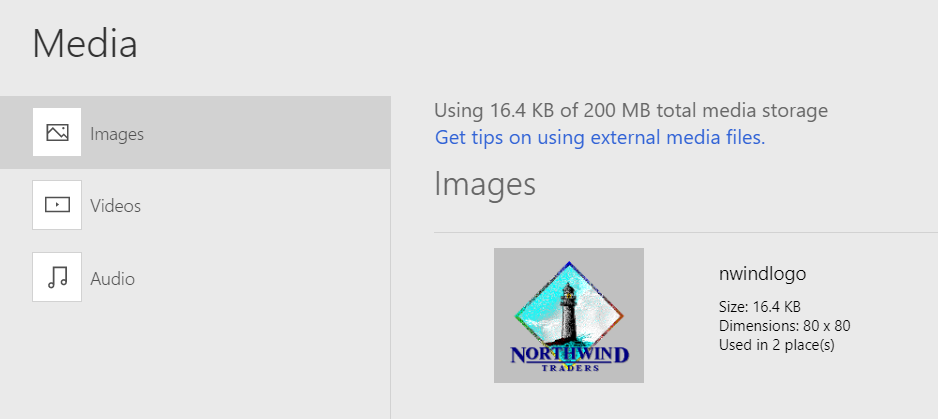 Media
Images
Videos
Audio
Using 16.4 KB of 200 MB total media storage
Get tips on using external media files.
Images
NORTHWIND
TRADERS
nwindlogo
Size: 16.4 KB
Dimensions: 80 x 80
Used in 2 place(s)